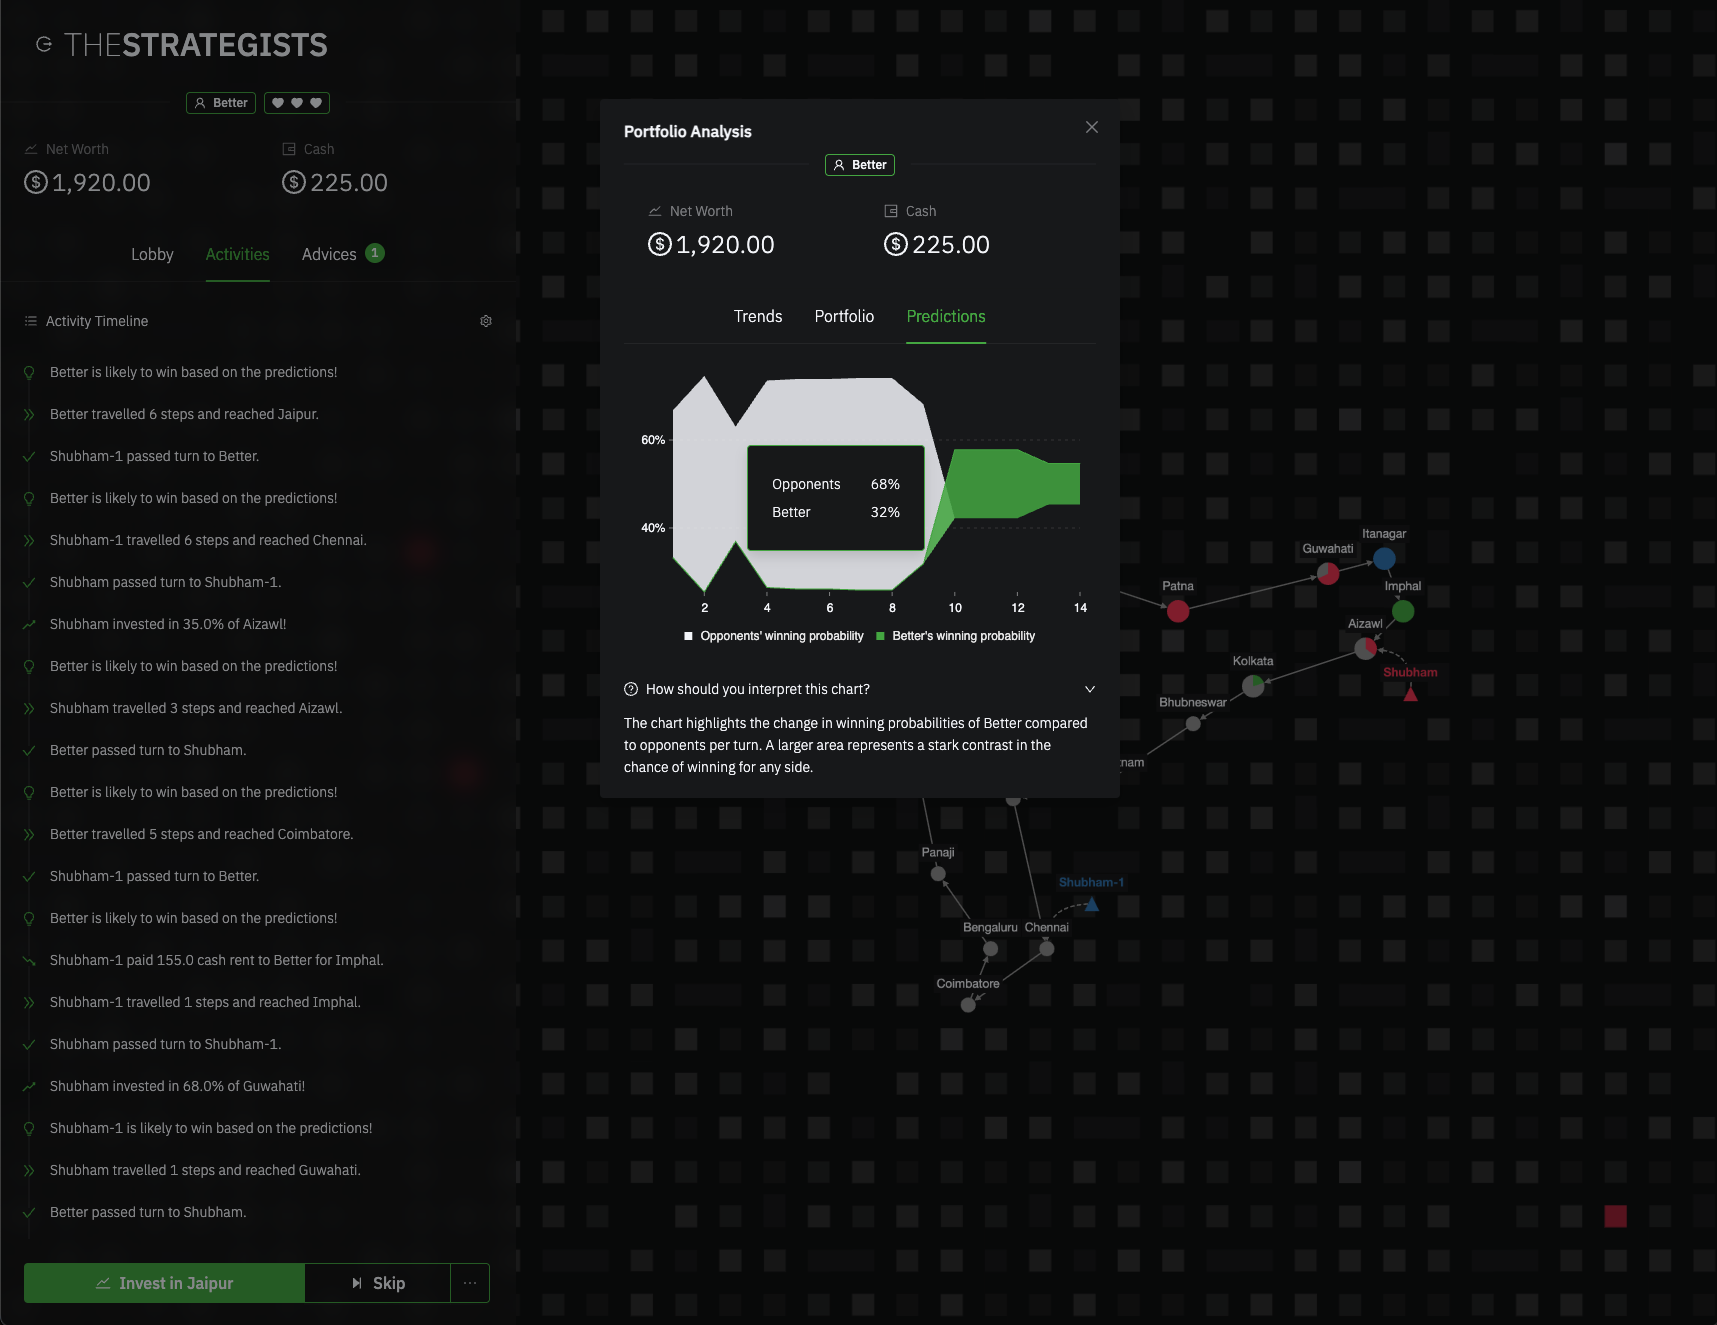 THESTRATEGISTS
Better
Net Worth
Cash
$1,920.00
$225.00
Lobby
Activities
Advices 1
Activity Timeline
Better is likely to win based on the predictions!
Better travelled 6 steps and reached Jaipur.
Shubham-1 passed turn to Better.
Better is likely to win based on the predictions!
Shubham-1 travelled 6 steps and reached Chennai.
Shubham passed turn to Shubham-1.
Shubham invested in 35.0% of Aizawl!
Better is likely to win based on the predictions!
Shubham travelled 3 steps and reached Aizawl.
Better passed turn to Shubham.
Better is likely to win based on the predictions!
Better travelled 5 steps and reached Coimbatore.
Shubham-1 passed turn to Better.
Better is likely to win based on the predictions!
Shubham-1 paid 155.0 cash rent to Better for Imphal.
Shubham-1 travelled 1 steps and reached Imphal.
Shubham passed turn to Shubham-1.
Shubham invested in 68.0% of Guwahati!
Shubham-1 is likely to win based on the predictions!
Shubham travelled 1 steps and reached Guwahati.
Better passed turn to Shubham.
Invest in Jaipur
Skip
...
Portfolio Analysis
Better
Net Worth
Cash
$1,920.00
$225.00
Trends
Portfolio
Predictions
60%
40%
Opponents 68%
Better 32%
2 4 6 8 10 12 14
Opponents' winning probability
Better's winning probability
How should you interpret this chart?
The chart highlights the change in winning probabilities of Better compared
to opponents per turn. A larger area represents a stark contrast in the
chance of winning for any side.
Itanagar
Guwahati
Patna
Imphal
Aizawl
Kolkata
Shubham
Bhubneswar
nam
Panaji
Shubham-1
Bengaluru
Chennai
Coimbatore